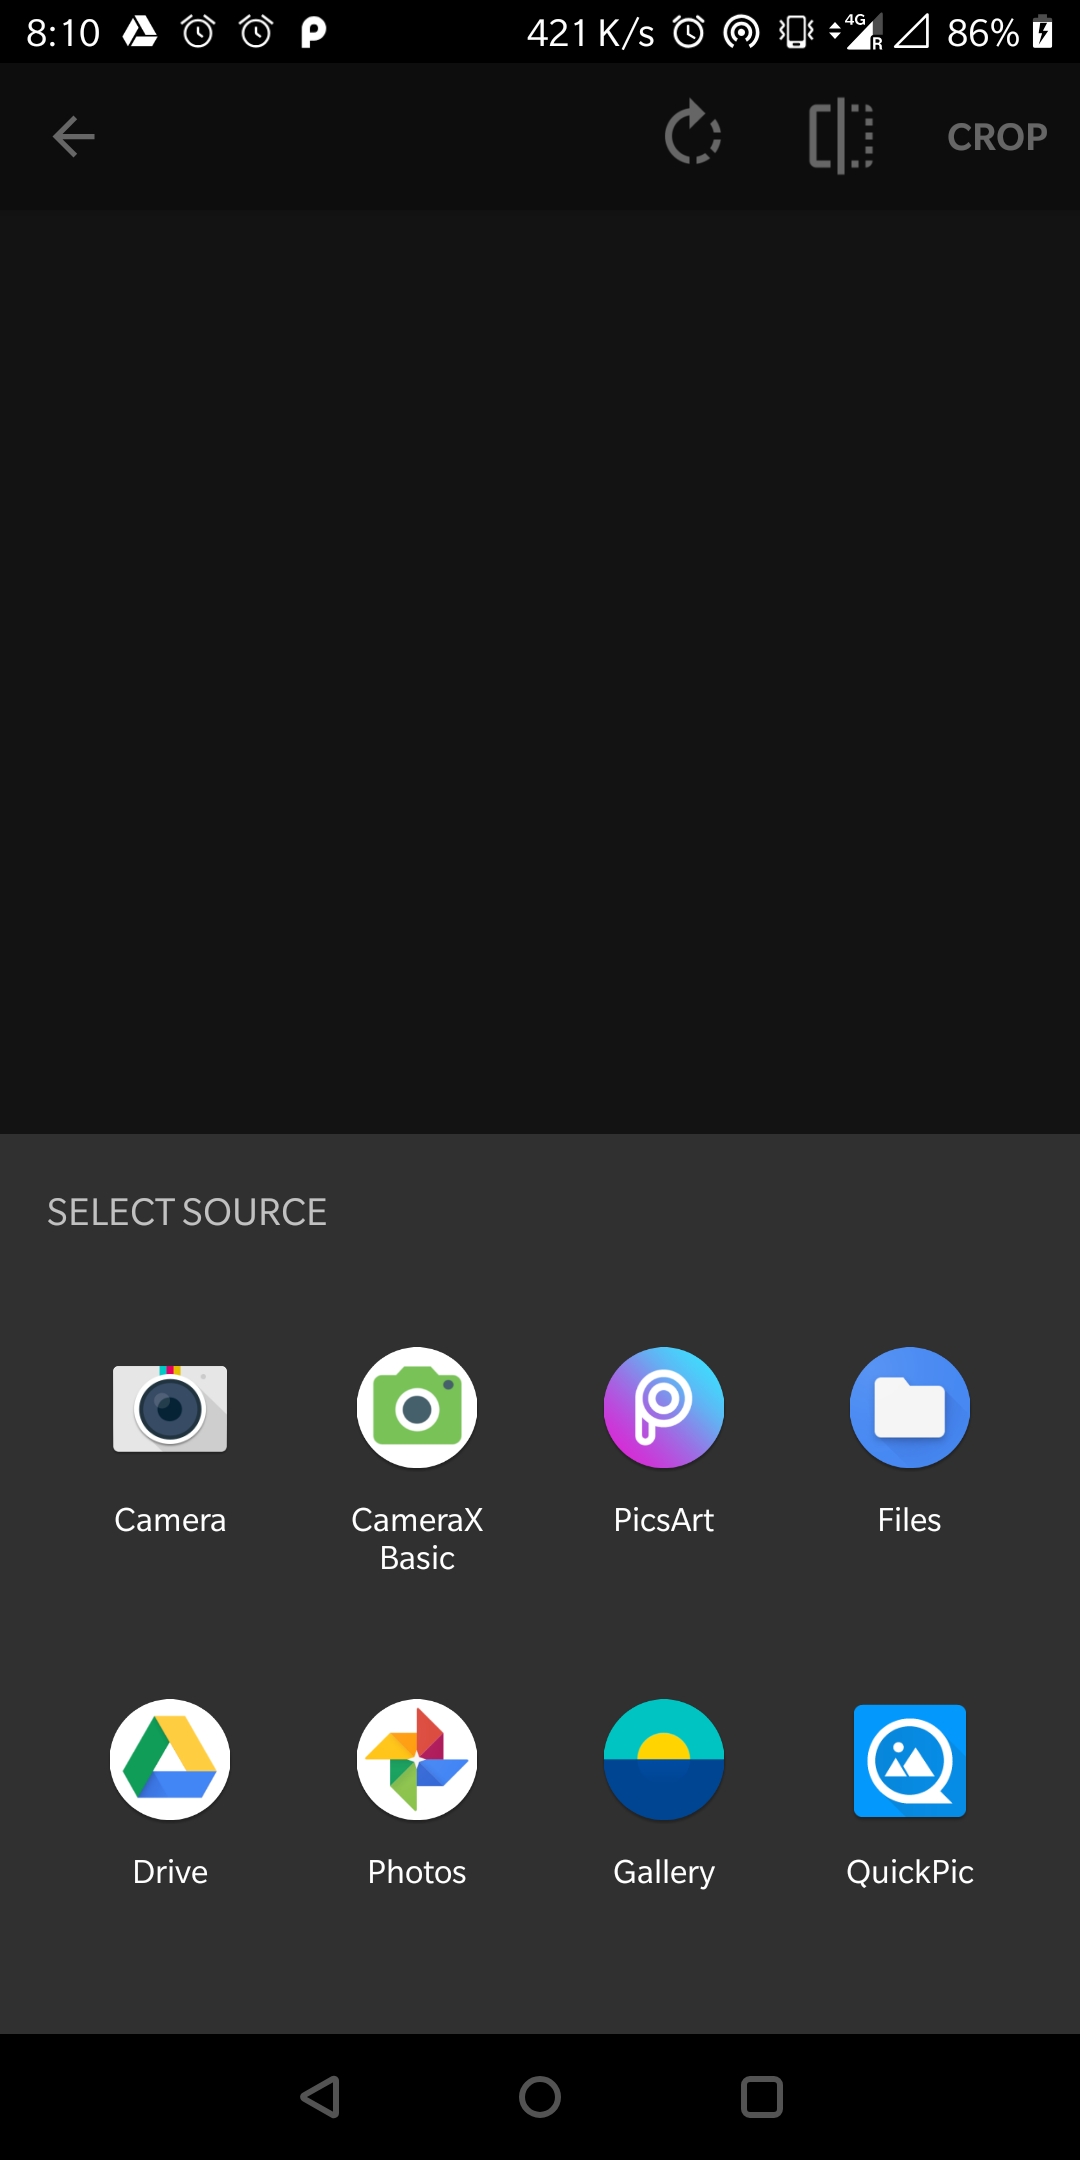 8:10 421 K/s 4G R 86%
CROP
SELECT SOURCE
Camera CameraX Basic PicsArt Files
Drive Photos Gallery QuickPic